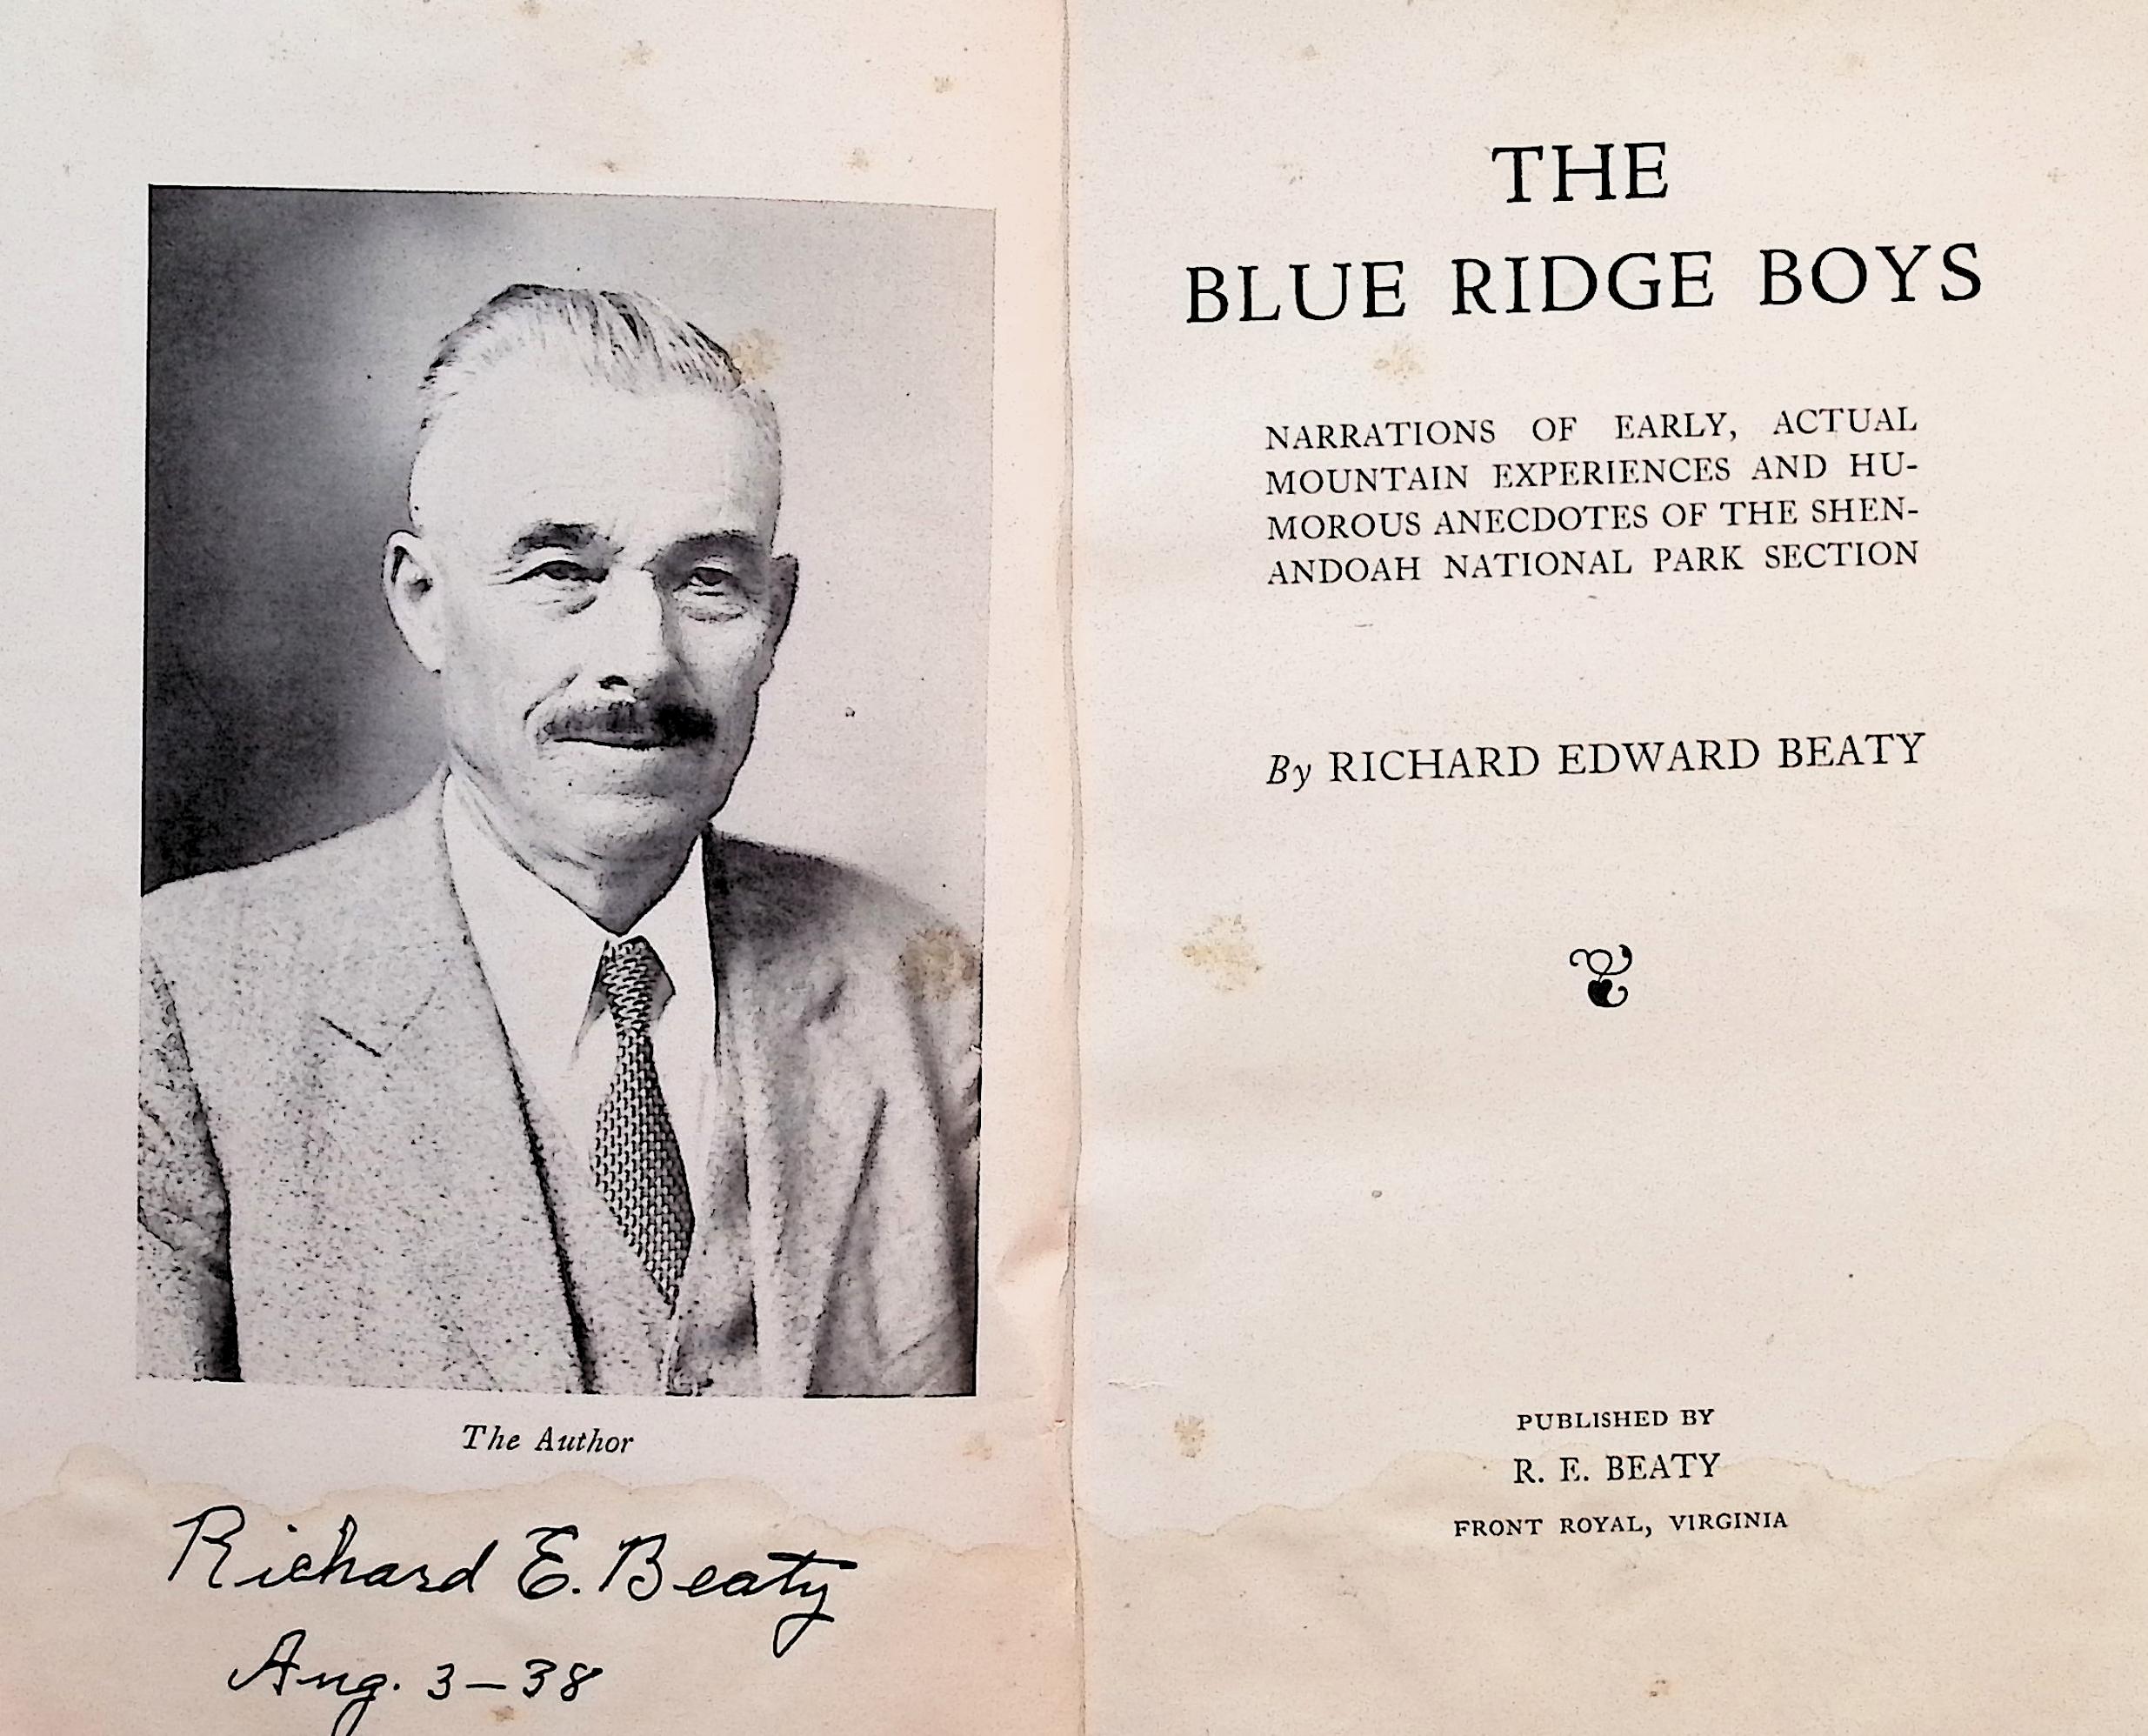 The Author
Richard E. Beaty
Aug. 3-38
THE
BLUE RIDGE BOYS
NARRATIONS OF EARLY, ACTUAL
MOUNTAIN EXPERIENCES AND HU-
MOROUS ANECDOTES OF THE SHEN-
ANDOAH NATIONAL PARK SECTION
By RICHARD EDWARD BEATY
PUBLISHED BY
R. E. BEATY
FRONT ROYAL, VIRGINIA